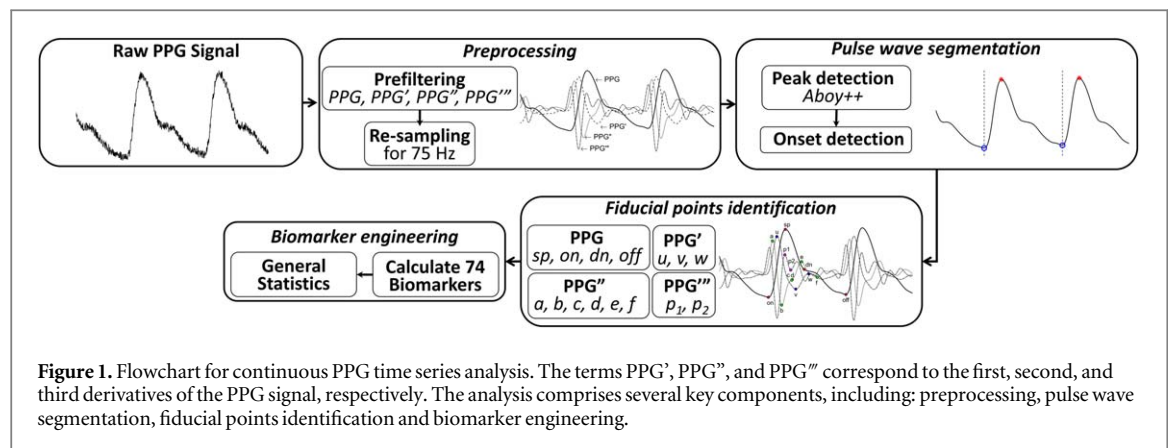 Raw PPG Signal
Preprocessing
Prefiltering
PPG, PPG', PPG", PPG'"
Re-sampling
for 75 Hz
PPG
PPG'
PPG"
PPG'"
Pulse wave segmentation
Peak detection
Aboy++
Onset detection
Fiducial points identification
PPG
sp, on, dn, off
PPG'
u, v, w
PPG"
a, b, c, d, e, f
PPG'"
p1, p2
sp
a
u
p1
p2
e
dn
c
d
w
f
v
on
b
off
Biomarker engineering
General
Statistics
Calculate 74
Biomarkers
Figure 1. Flowchart for continuous PPG time series analysis. The terms PPG’, PPG”, and PPG‴ correspond to the first, second, and
third derivatives of the PPG signal, respectively. The analysis comprises several key components, including: preprocessing, pulse wave
segmentation, fiducial points identification and biomarker engineering.